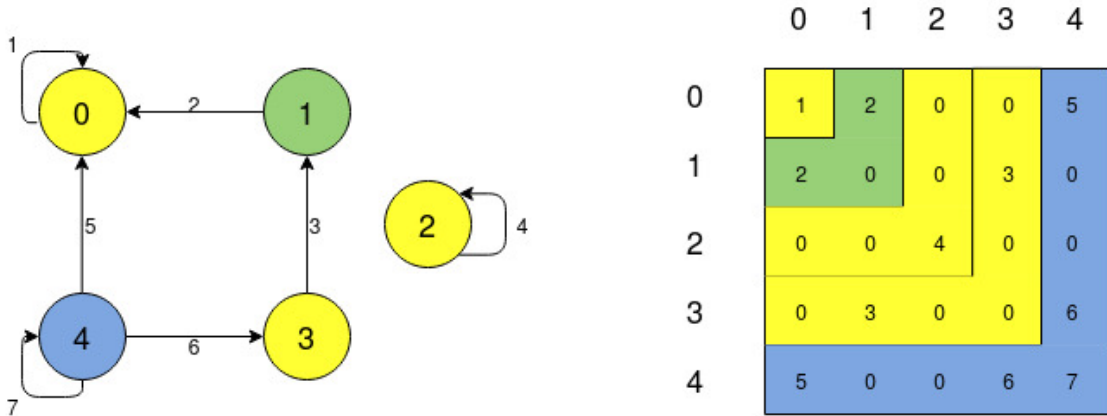 0 1 2 3 4
1
0 2 1
0 1 2 0 0 5
1 2 0 0 3 0
5 3 2 4
2 0 0 4 0 0
4 6 3
3 0 3 0 0 6
7
4 5 0 0 6 7